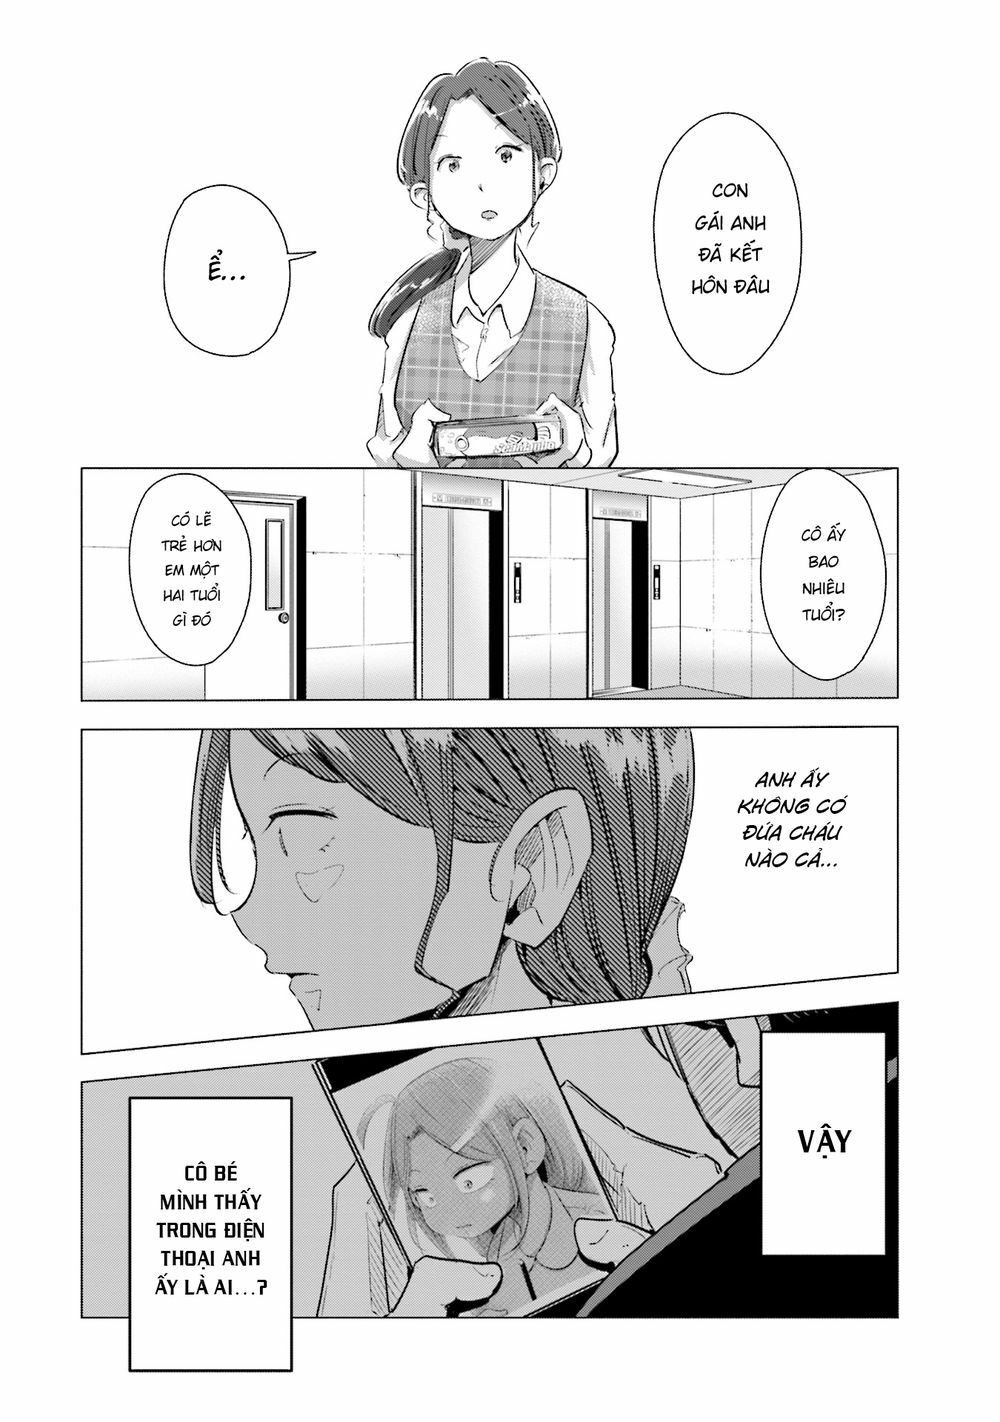 CON
GÁI ANH
ĐÃ KẾT
HÔN ĐÂU
Ể...
CÔ ẤY
BAO
NHIÊU
TUỔI?
CÓ LẼ
TRẺ HƠN
EM MỘT
HAI TUỔI
GÌ ĐÓ
ANH ẤY
KHÔNG CÓ
ĐỨA CHÁU
NÀO CẢ...
VẬY
CÔ BÉ
MÌNH THẤY
TRONG ĐIỆN
THOẠI ANH
ẤY LÀ AI...?